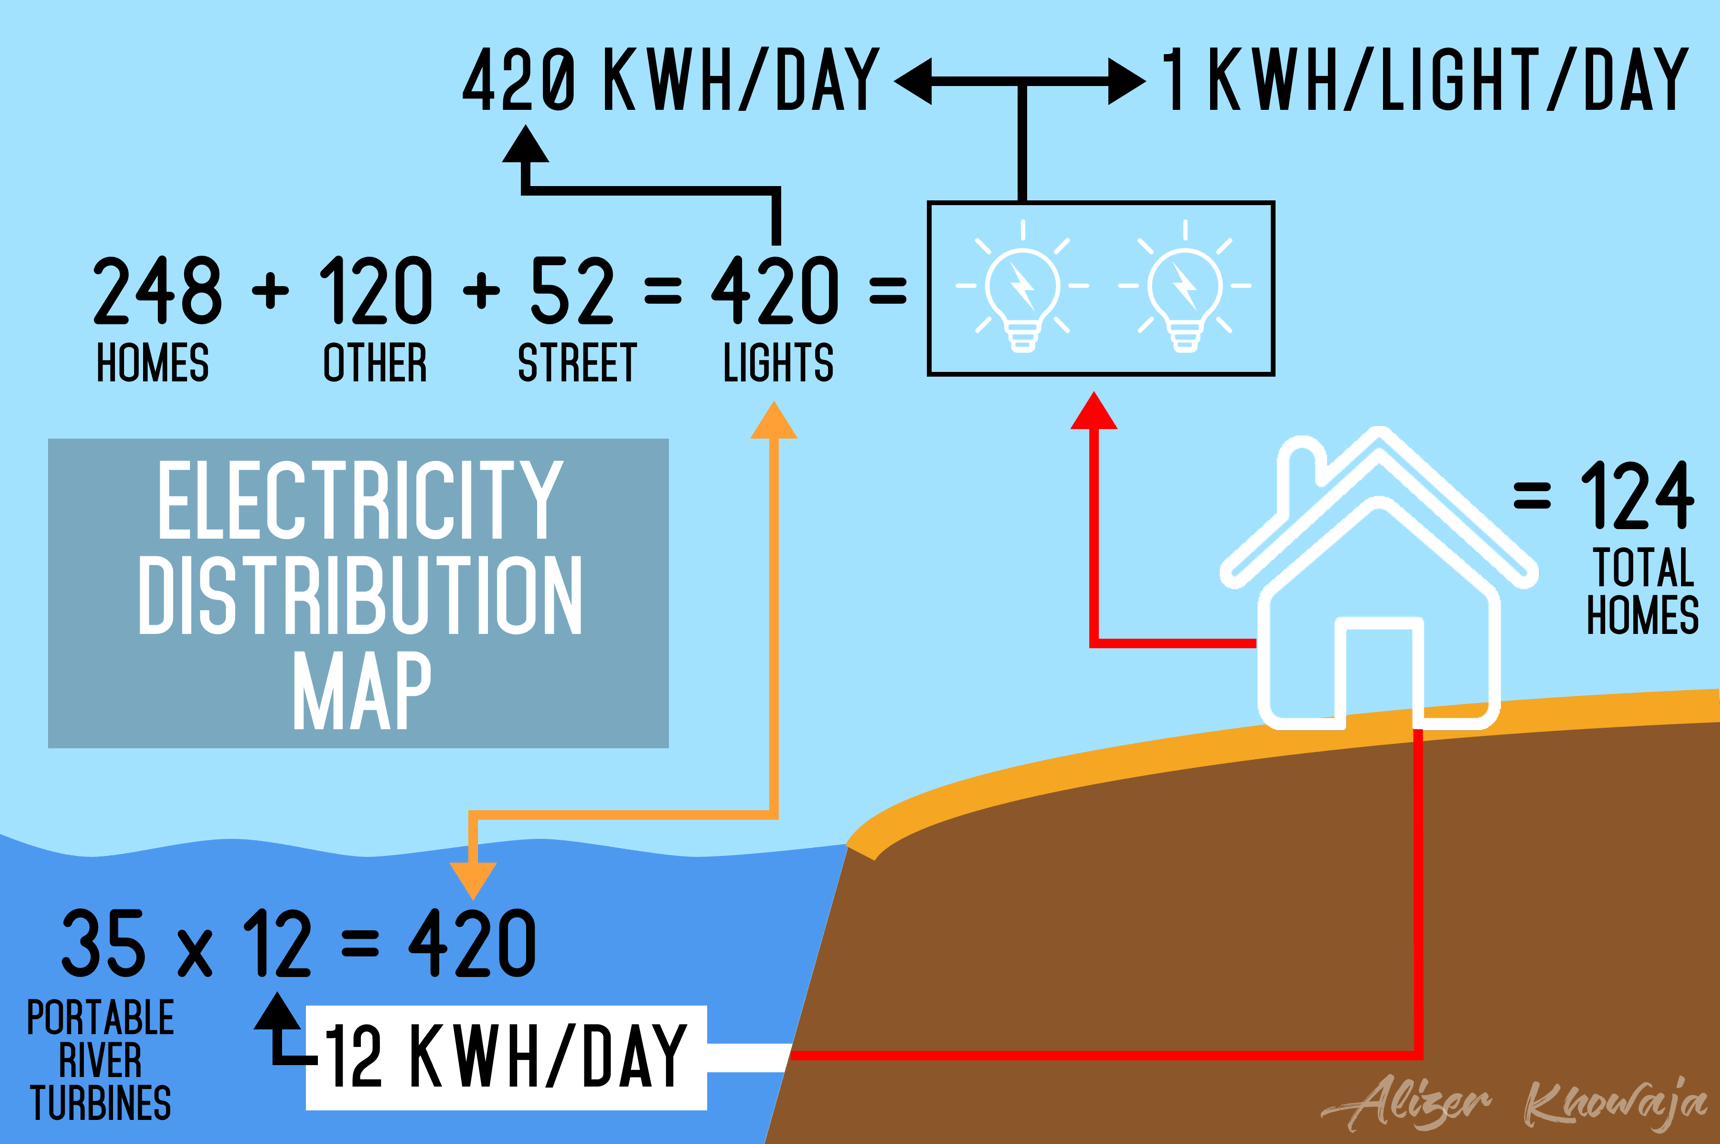 420 KWH/DAY
1 KWH/LIGHT/DAY
248 + 120 + 52 = 420 =
HOMES OTHER STREET LIGHTS
ELECTRICITY
DISTRIBUTION
MAP
= 124
TOTAL
HOMES
35 x 12 = 420
PORTABLE
RIVER
TURBINES
12 KWH/DAY
Alizer Khowaja